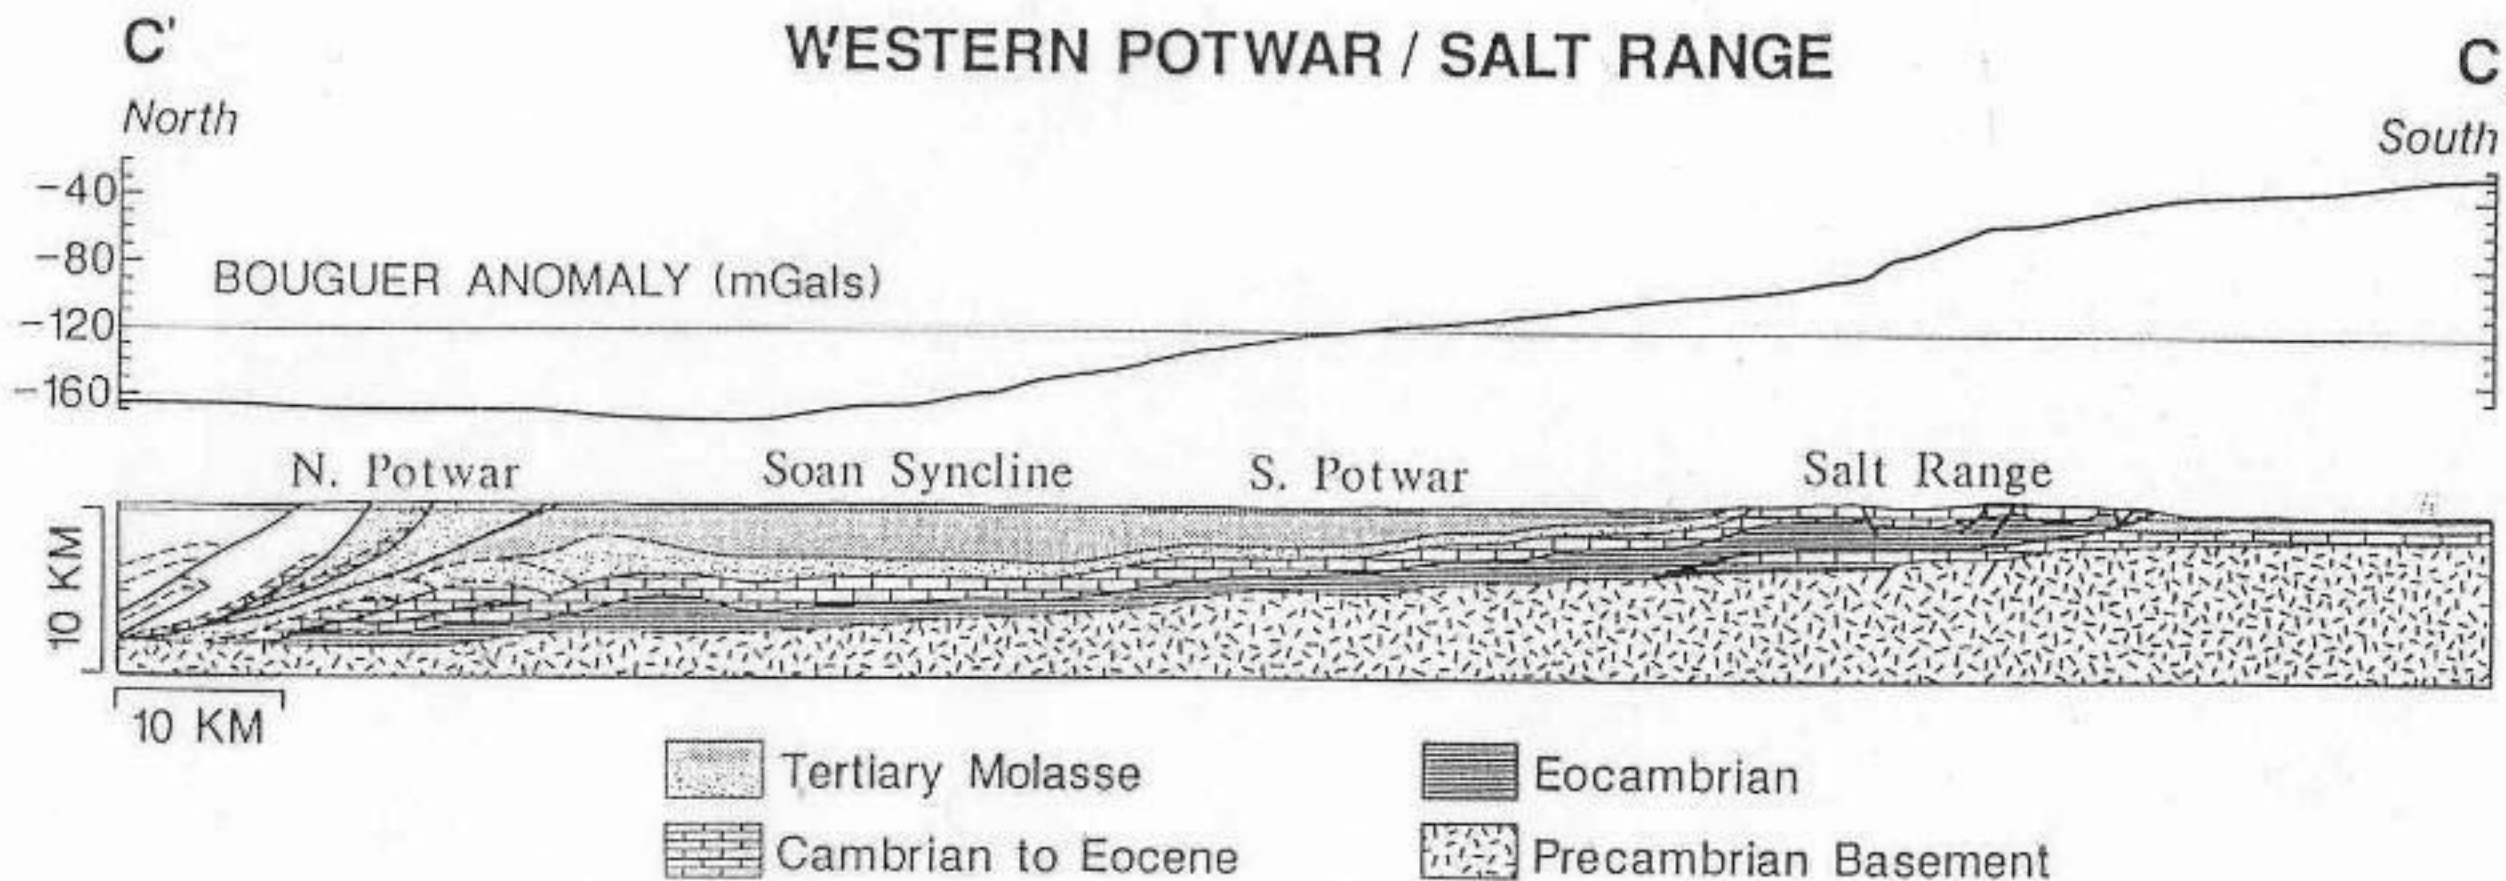 C'
WESTERN POTWAR / SALT RANGE
C
North
South
-40
-80
BOUGUER ANOMALY (mGals)
-120
-160
N. Potwar
Soan Syncline
S. Potwar
Salt Range
10 KM
10 KM
Tertiary Molasse
Eocambrian
Cambrian to Eocene
Precambrian Basement